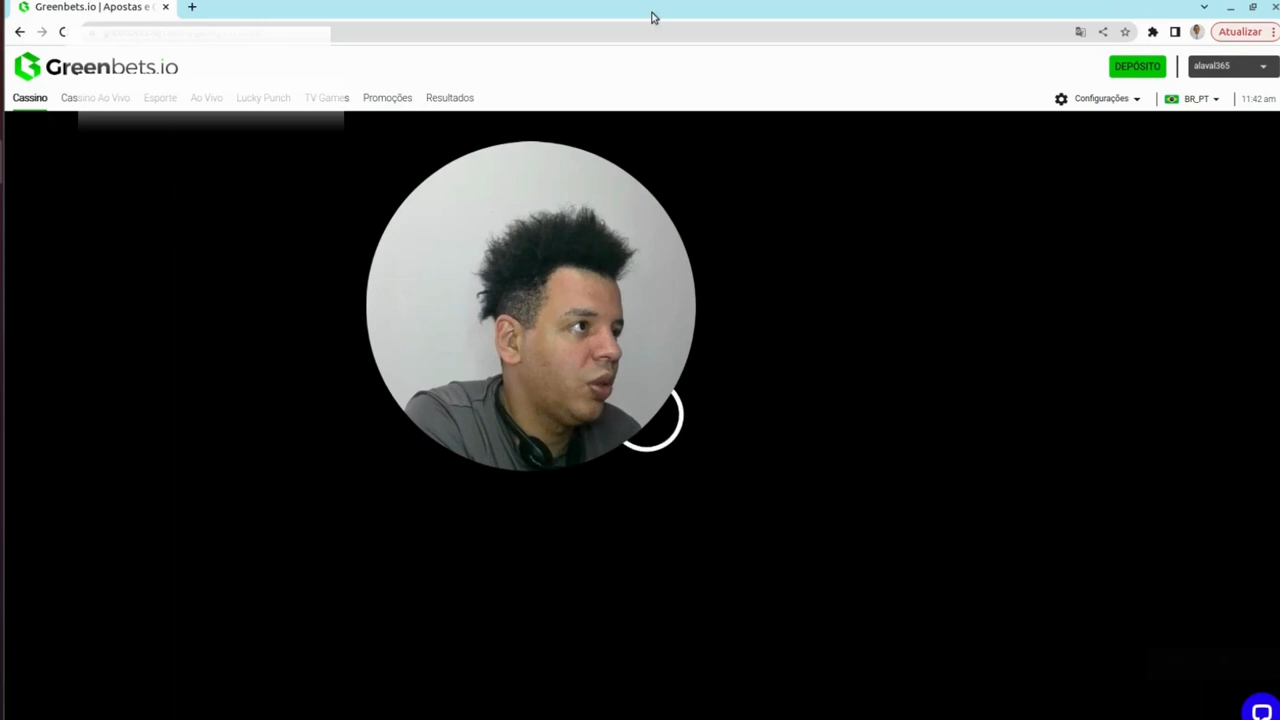 Greenbets.io | Apostas e
Atualizar
Greenbets.io
DEPÓSITO
alaval365
Cassino Cassino Ao Vivo Esporte Ao Vivo Lucky Punch TV Games Promoções Resultados
Configurações
BR_PT
11:42 am